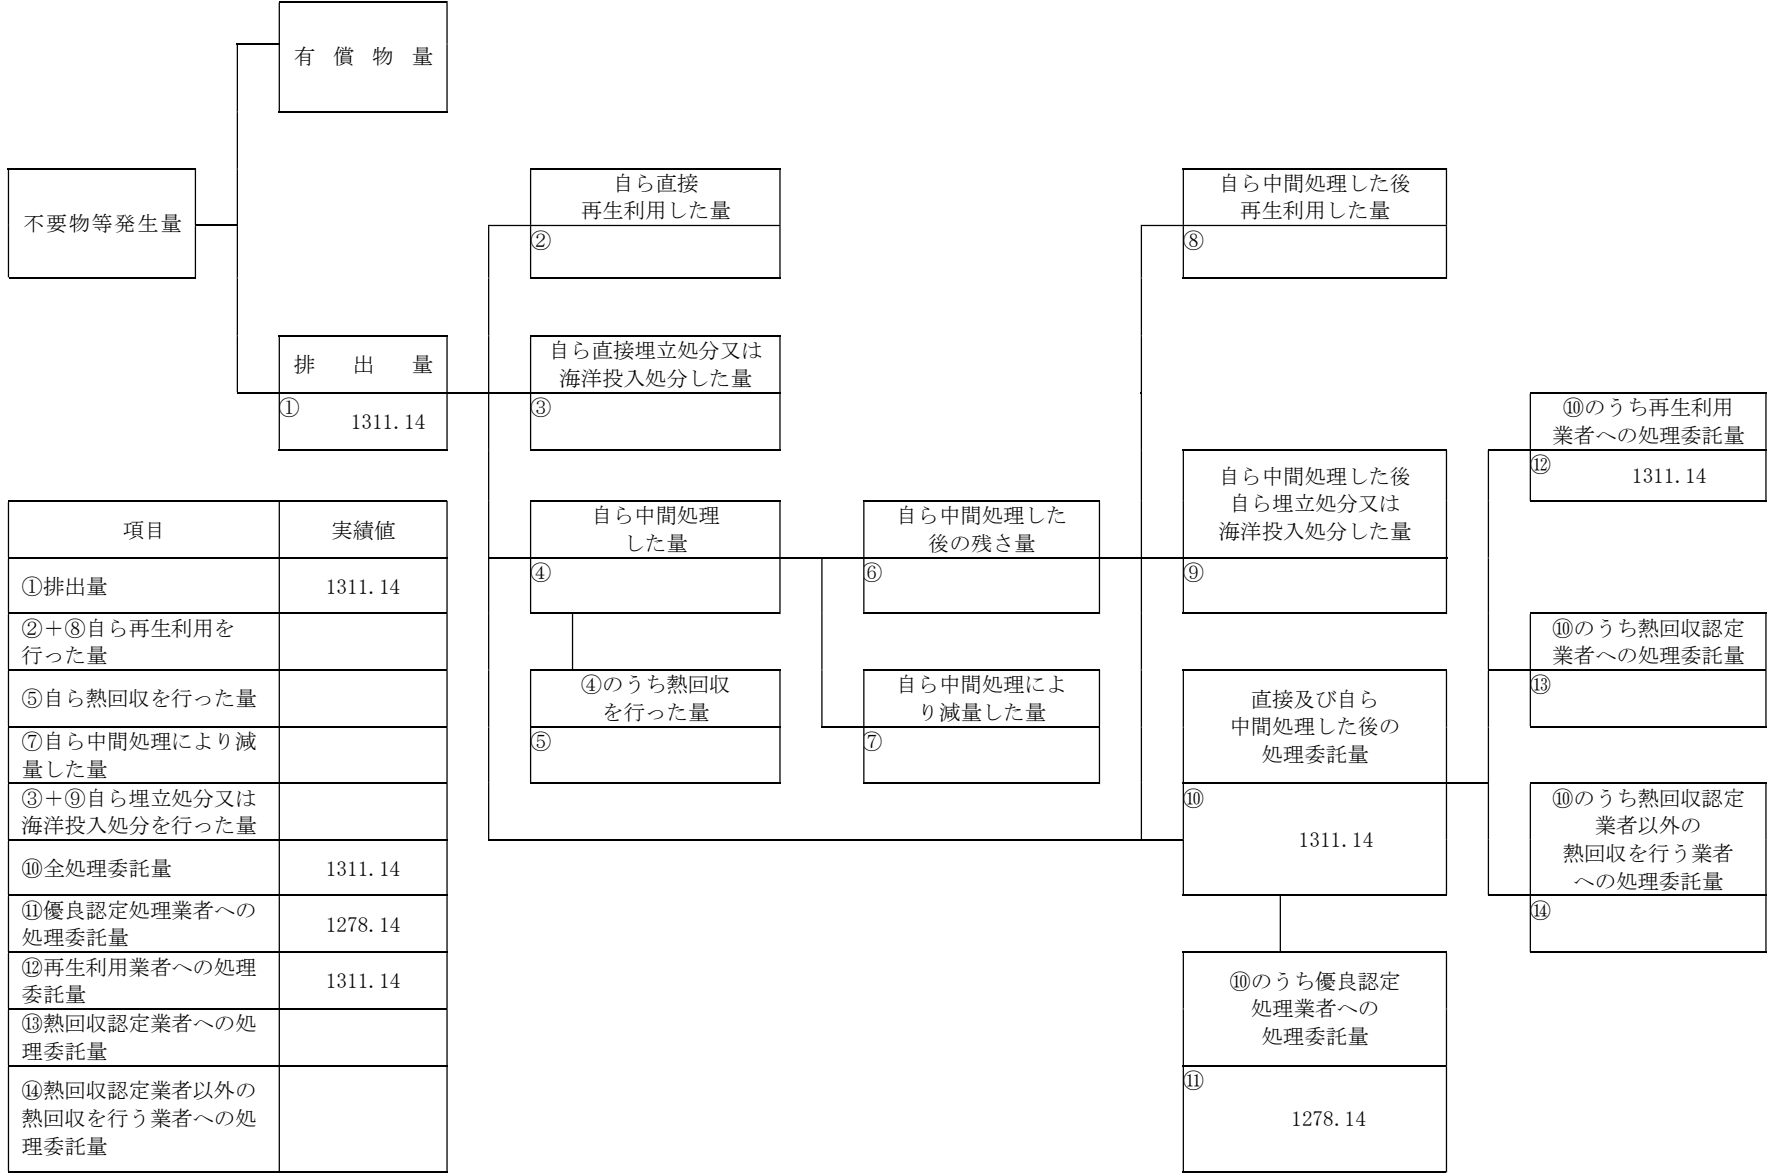 有償物量
不要物等発生量
自ら直接
再生利用した量
②
自ら中間処理した後
再生利用した量
⑧
排出量
①
1311.14
自ら直接埋立処分又は
海洋投入処分した量
③
⑩のうち再生利用
業者への処理委託量
⑫
1311.14
自ら中間処理
した量
④
自ら中間処理した
後の残さ量
⑥
自ら中間処理した後
自ら埋立処分又は
海洋投入処分した量
⑨
⑩のうち熱回収認定
業者への処理委託量
⑬
④のうち熱回収
を行った量
⑤
自ら中間処理によ
り減量した量
⑦
直接及び自ら
中間処理した後の
処理委託量
⑩
1311.14
⑩のうち熱回収認定
業者以外の
熱回収を行う業者
への処理委託量
⑭
⑩のうち優良認定
処理業者への
処理委託量
⑪
1278.14
項目 実績値
①排出量 1311.14
②＋⑧自ら再生利用を
行った量
⑤自ら熱回収を行った量
⑦自ら中間処理により減
量した量
③＋⑨自ら埋立処分又は
海洋投入処分を行った量
⑩全処理委託量 1311.14
⑪優良認定処理業者への
処理委託量 1278.14
⑫再生利用業者への処理
委託量 1311.14
⑬熱回収認定業者への処
理委託量
⑭熱回収認定業者以外の
熱回収を行う業者への処
理委託量